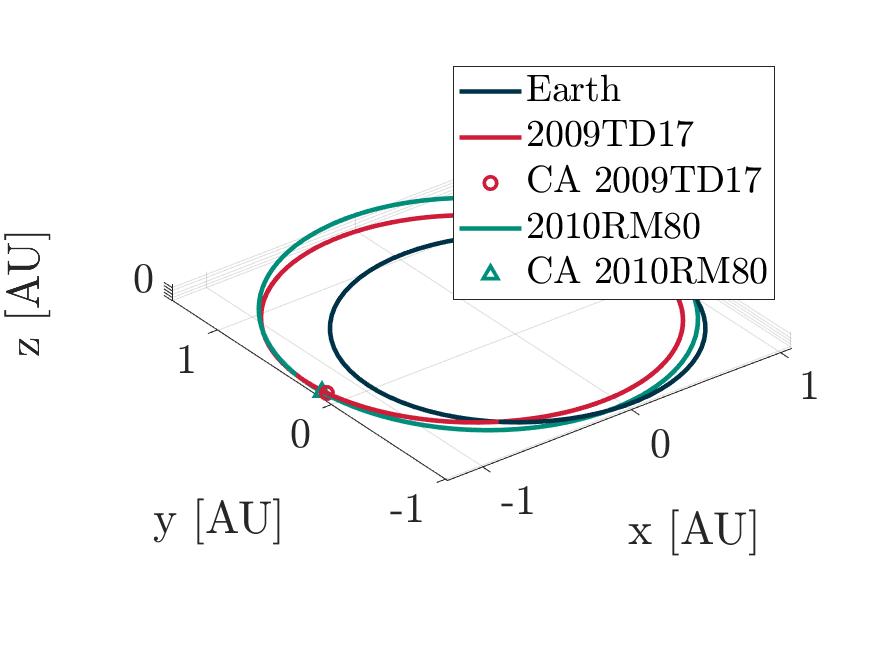 Earth
2009TD17
CA 2009TD17
2010RM80
CA 2010RM80
z [AU]
0
1
0
-1
y [AU]
-1
0
1
x [AU]